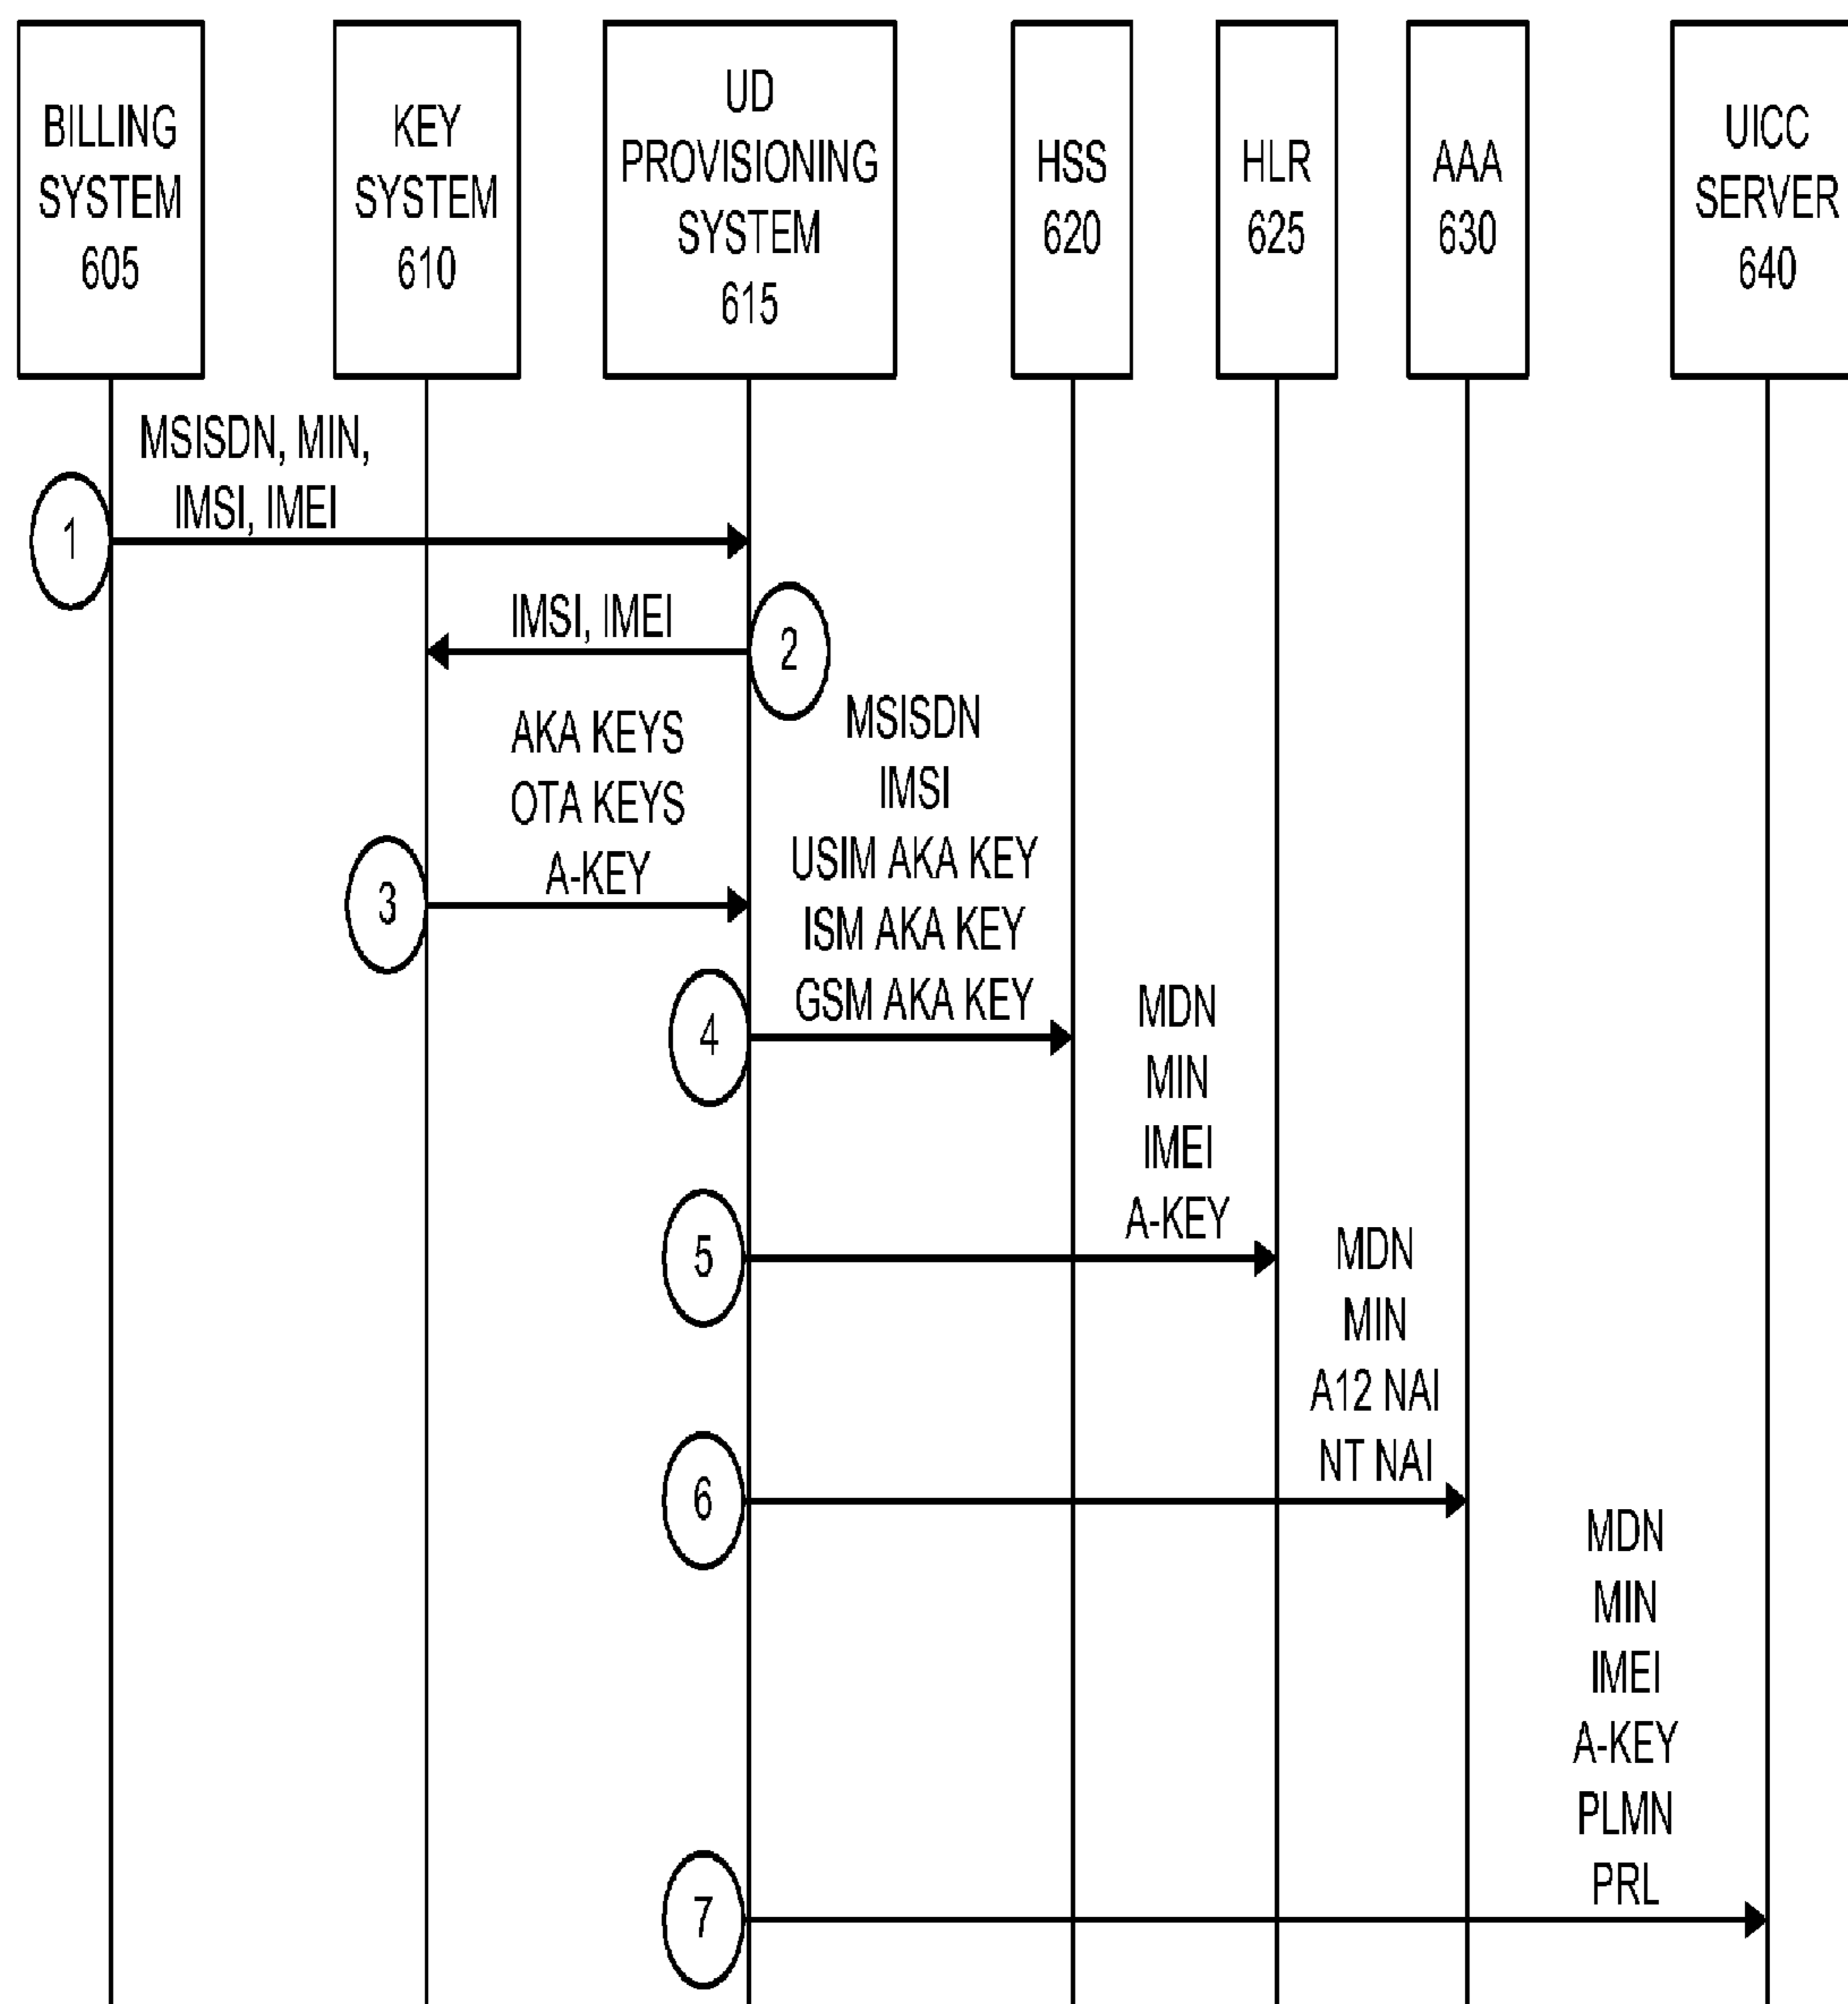 BILLING
SYSTEM
605
KEY
SYSTEM
610
UD
PROVISIONING
SYSTEM
615
HSS
620
HLR
625
AAA
630
UICC
SERVER
640
MSISDN, MIN,
IMSI, IMEI
1
IMSI, IMEI
2
AKA KEYS
OTA KEYS
A-KEY
3
MSISDN
IMSI
USIM AKA KEY
ISM AKA KEY
GSM AKA KEY
4
MDN
MIN
IMEI
A-KEY
5
MDN
MIN
A12 NAI
NT NAI
6
MDN
MIN
IMEI
A-KEY
PLMN
PRL
7